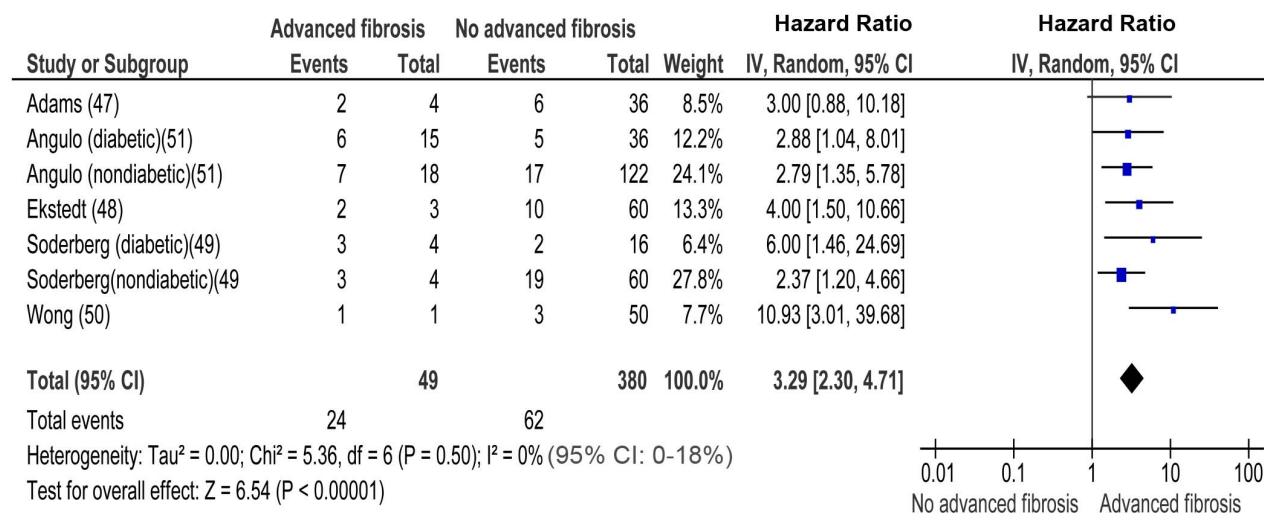 Advanced fibrosis No advanced fibrosis Hazard Ratio Hazard Ratio
Study or Subgroup Events Total Events Total Weight IV, Random, 95% CI IV, Random, 95% CI
Adams (47) 2 4 6 36 8.5% 3.00 [0.88, 10.18]
Angulo (diabetic)(51) 6 15 5 36 12.2% 2.88 [1.04, 8.01]
Angulo (nondiabetic)(51) 7 18 17 122 24.1% 2.79 [1.35, 5.78]
Ekstedt (48) 2 3 10 60 13.3% 4.00 [1.50, 10.66]
Soderberg (diabetic)(49) 3 4 2 16 6.4% 6.00 [1.46, 24.69]
Soderberg(nondiabetic(49 3 4 19 60 27.8% 2.37 [1.20, 4.66]
Wong (50) 1 1 3 50 7.7% 10.93 [3.01, 39.68]
Total (95% CI) 49 380 100.0% 3.29 [2.30, 4.71]
Total events 24 62
Heterogeneity: Tau² = 0.00; Chi² = 5.36, df = 6 (P = 0.50); I² = 0% (95% CI: 0-18%)
Test for overall effect: Z = 6.54 (P < 0.00001)
0.01 0.1 1 10 100
No advanced fibrosis Advanced fibrosis